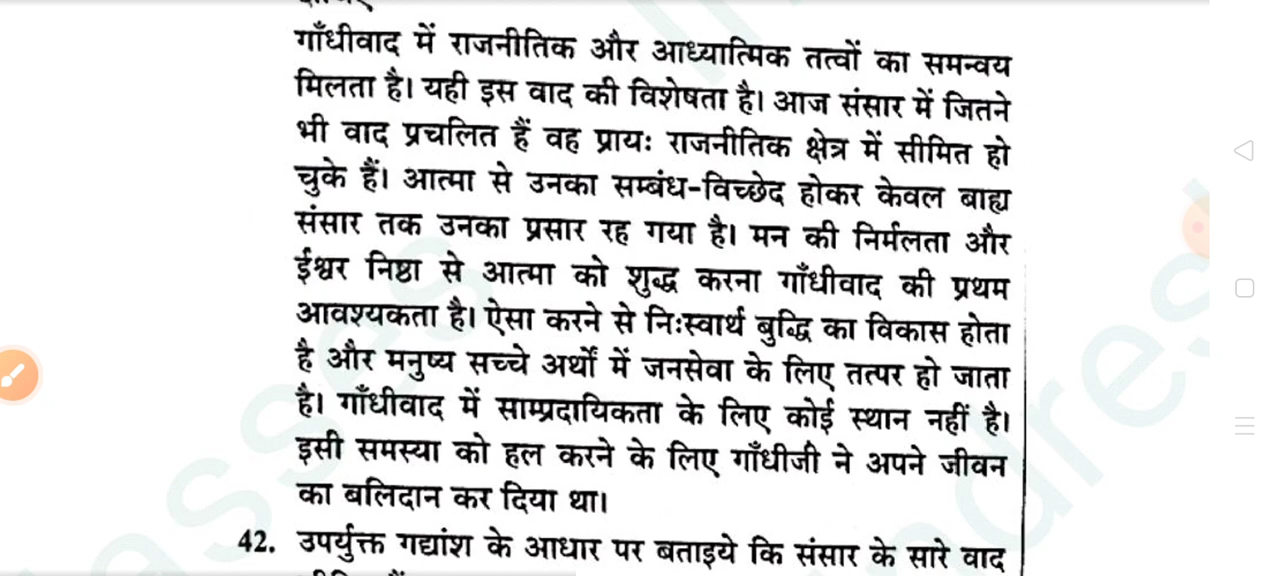 गाँधीवाद में राजनीतिक और आध्यात्मिक तत्वों का समन्वय
मिलता है। यही इस वाद की विशेषता है। आज संसार में जितने
भी वाद प्रचलित हैं वह प्रायः राजनीतिक क्षेत्र में सीमित हो
चुके हैं। आत्मा से उनका सम्बंध-विच्छेद होकर केवल बाह्य
संसार तक उनका प्रसार रह गया है। मन की निर्मलता और
ईश्वर निष्ठा से आत्मा को शुद्ध करना गाँधीवाद की प्रथम
आवश्यकता है। ऐसा करने से निःस्वार्थ बुद्धि का विकास होता
है और मनुष्य सच्चे अर्थों में जनसेवा के लिए तत्पर हो जाता
है। गाँधीवाद में साम्प्रदायिकता के लिए कोई स्थान नहीं है।
इसी समस्या को हल करने के लिए गाँधीजी ने अपने जीवन
का बलिदान कर दिया था।
42. उपर्युक्त गद्यांश के आधार पर बताइये कि संसार के सारे वाद